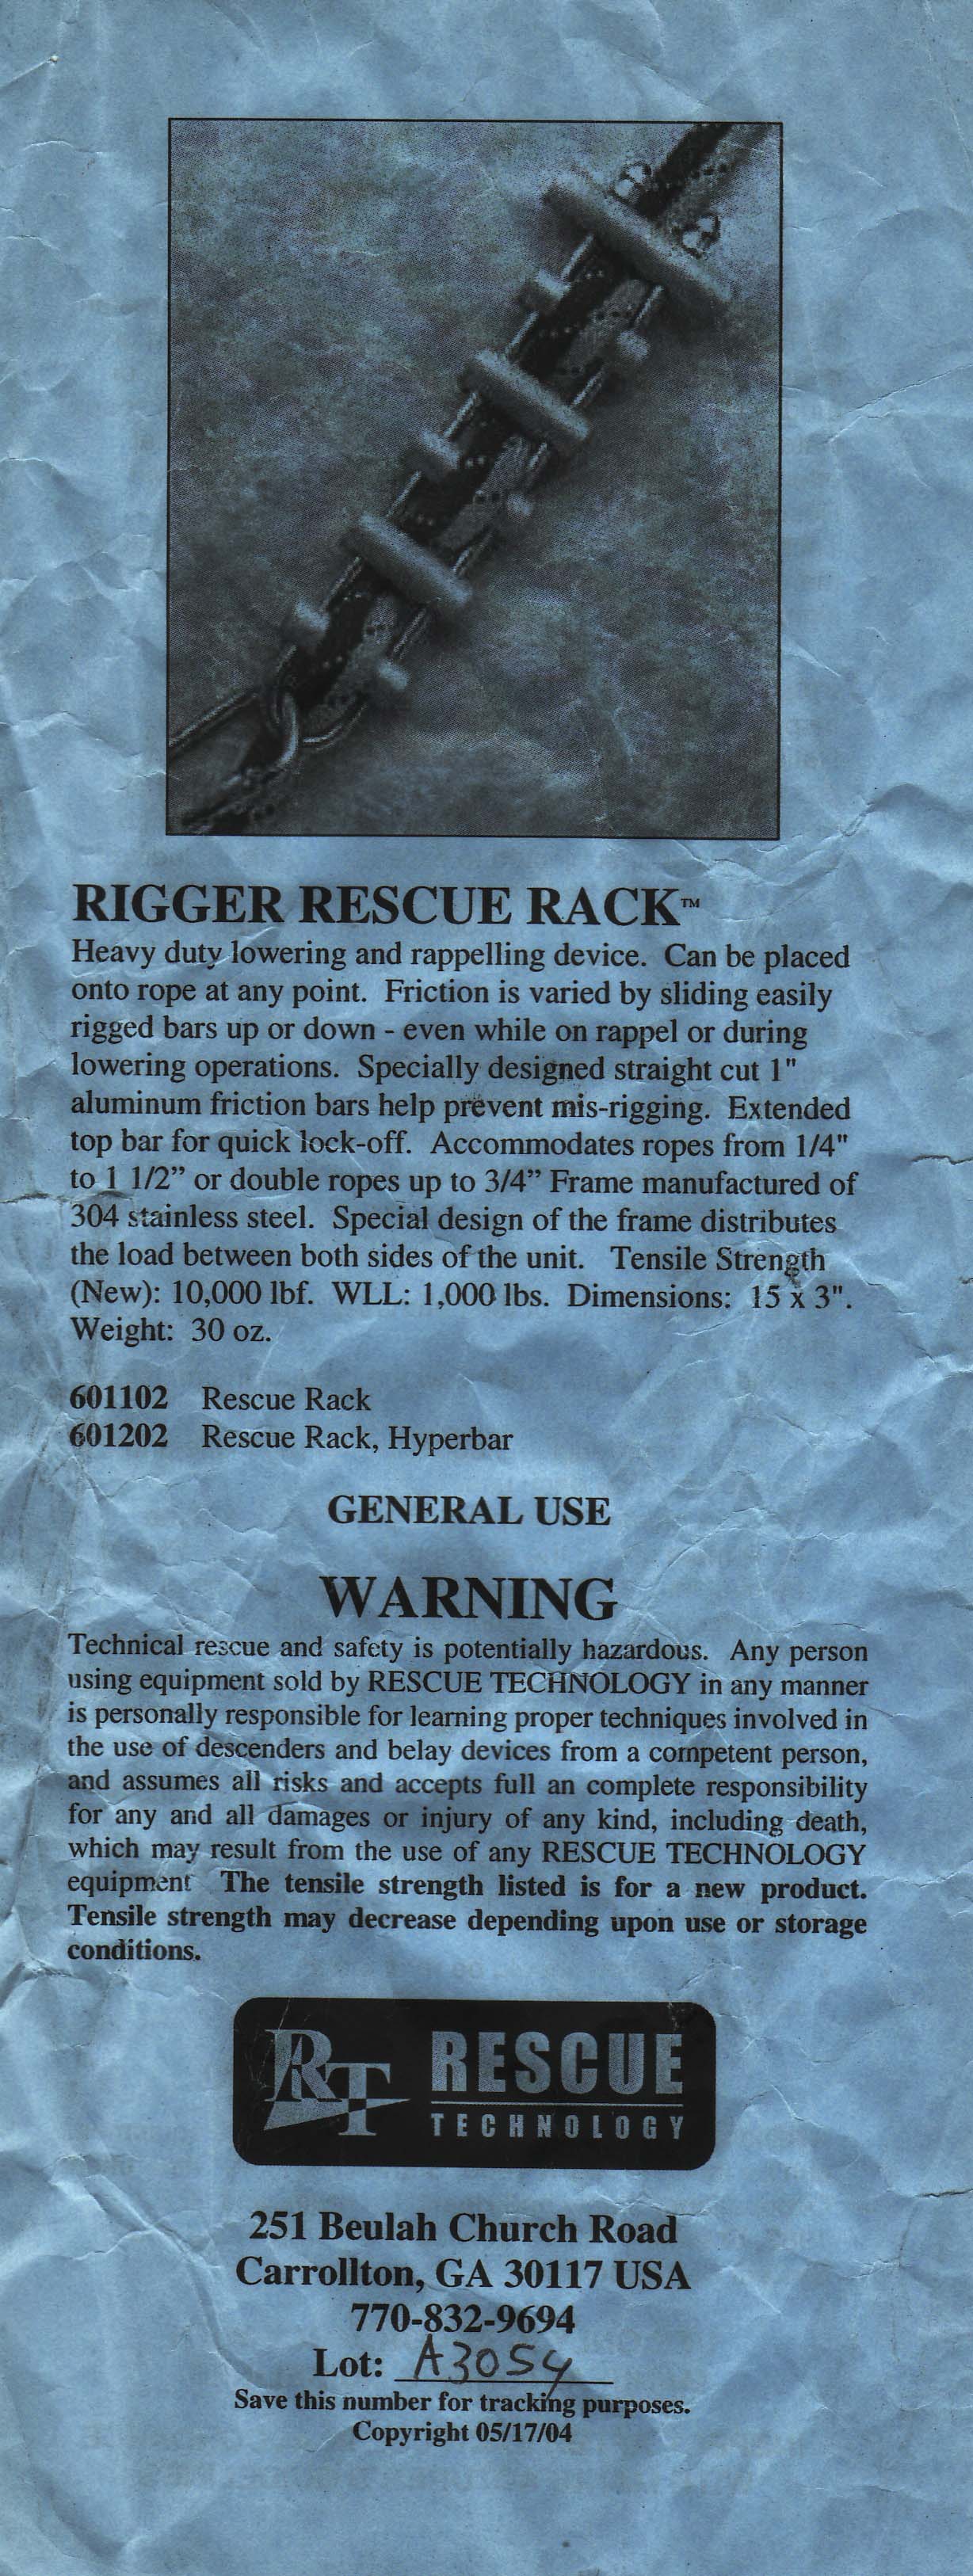 RIGGER RESCUE RACK™
Heavy duty lowering and rappelling device. Can be placed
onto rope at any point. Friction is varied by sliding easily
rigged bars up or down - even while on rappel or during
lowering operations. Specially designed straight cut 1"
aluminum friction bars help prevent mis-rigging. Extended
top bar for quick lock-off. Accommodates ropes from 1/4"
to 1 1/2” or double ropes up to 3/4” Frame manufactured of
304 stainless steel. Special design of the frame distributes
the load between both sides of the unit. Tensile Strength
(New): 10,000 lbf. WLL: 1,000 lbs. Dimensions: 15 x 3".
Weight: 30 oz.
601102 Rescue Rack
601202 Rescue Rack, Hyperbar
GENERAL USE
WARNING
Technical rescue and safety is potentially hazardous. Any person
using equipment sold by RESCUE TECHNOLOGY in any manner
is personally responsible for learning proper techniques involved in
the use of descenders and belay devices from a competent person,
and assumes all risks and accepts full an complete responsibility
for any and all damages or injury of any kind, including death,
which may result from the use of any RESCUE TECHNOLOGY
equipment The tensile strength listed is for a new product.
Tensile strength may decrease depending upon use or storage
conditions.
RT RESCUE
TECHNOLOGY
251 Beulah Church Road
Carrollton, GA 30117 USA
770-832-9694
Lot: A3054
Save this number for tracking purposes.
Copyright 05/17/04